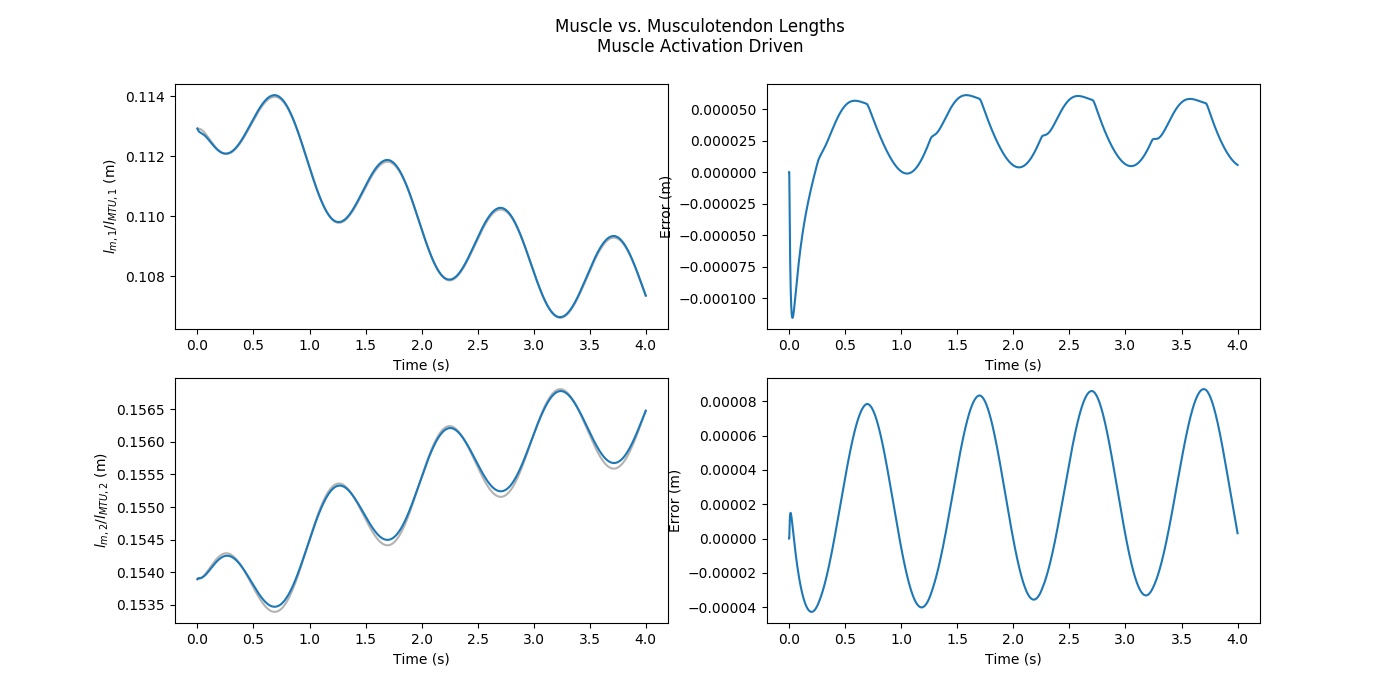 Muscle vs. Musculotendon Lengths
Muscle Activation Driven
0.114
0.112
0.110
0.108
l_{m,1}/l_{MTU,1} (m)
0.0 0.5 1.0 1.5 2.0 2.5 3.0 3.5 4.0
Time (s)
0.000050
0.000025
0.000000
−0.000025
−0.000050
−0.000075
−0.000100
Error (m)
0.0 0.5 1.0 1.5 2.0 2.5 3.0 3.5 4.0
Time (s)
0.1565
0.1560
0.1555
0.1550
0.1545
0.1540
0.1535
l_{m,2}/l_{MTU,2} (m)
0.0 0.5 1.0 1.5 2.0 2.5 3.0 3.5 4.0
Time (s)
0.00008
0.00006
0.00004
0.00002
0.00000
−0.00002
−0.00004
Error (m)
0.0 0.5 1.0 1.5 2.0 2.5 3.0 3.5 4.0
Time (s)